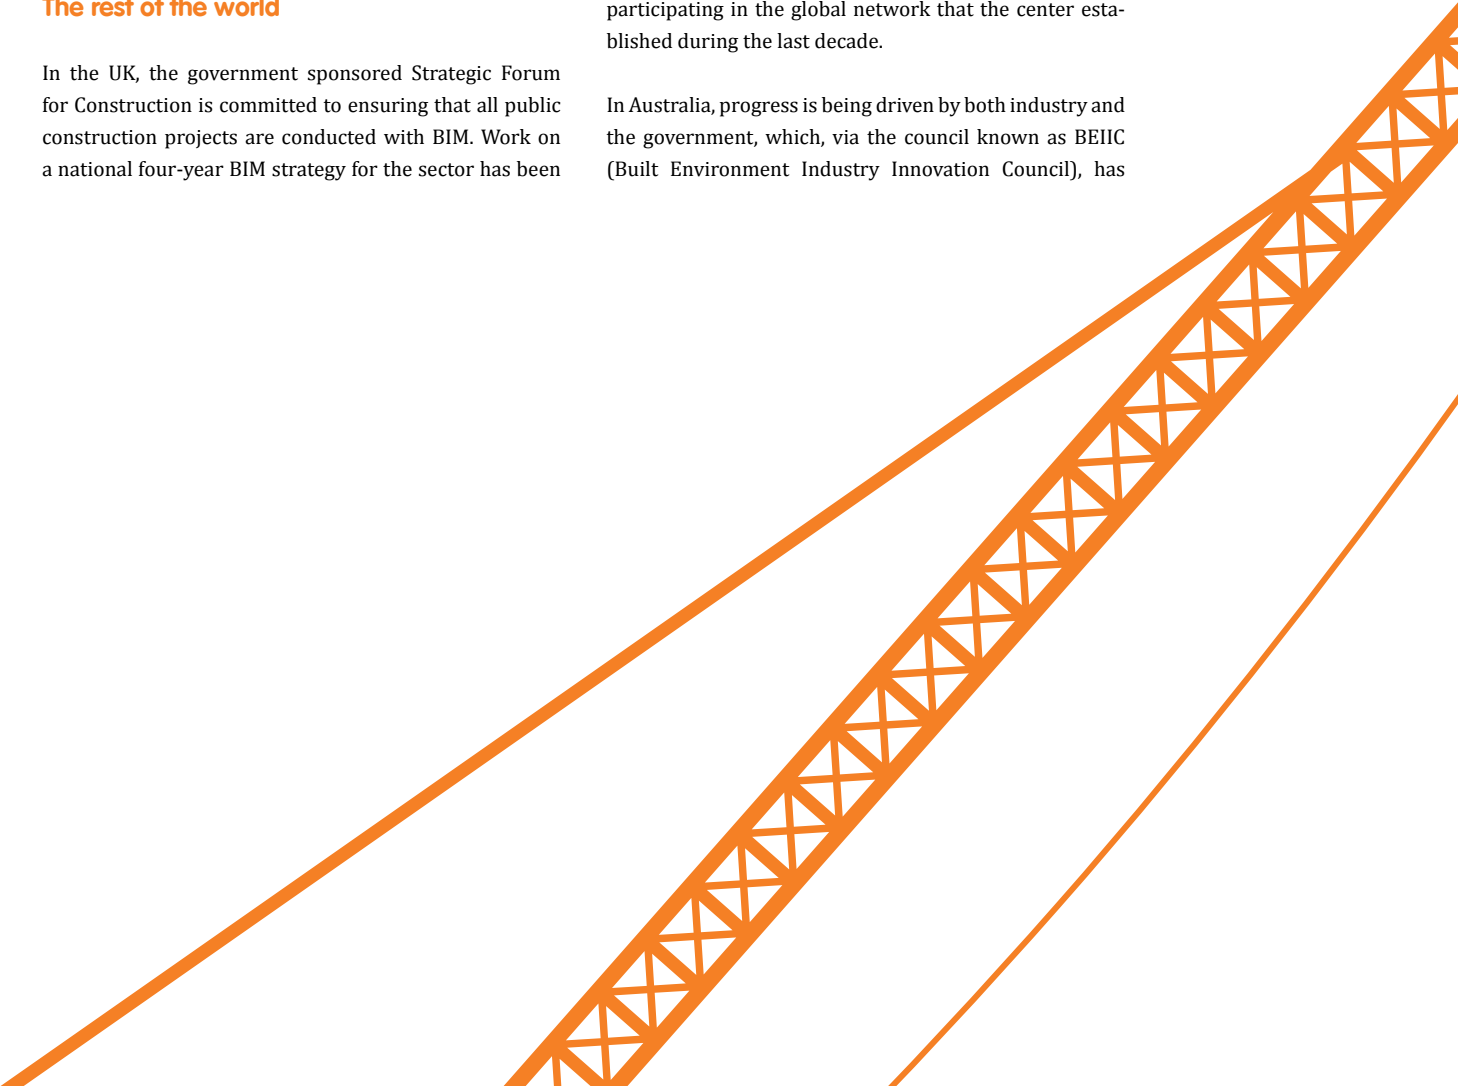 The rest of the world
In the UK, the government sponsored Strategic Forum
for Construction is committed to ensuring that all public
construction projects are conducted with BIM. Work on
a national four-year BIM strategy for the sector has been
participating in the global network that the center esta-
blished during the last decade.
In Australia, progress is being driven by both industry and
the government, which, via the council known as BEIIC
(Built Environment Industry Innovation Council), has